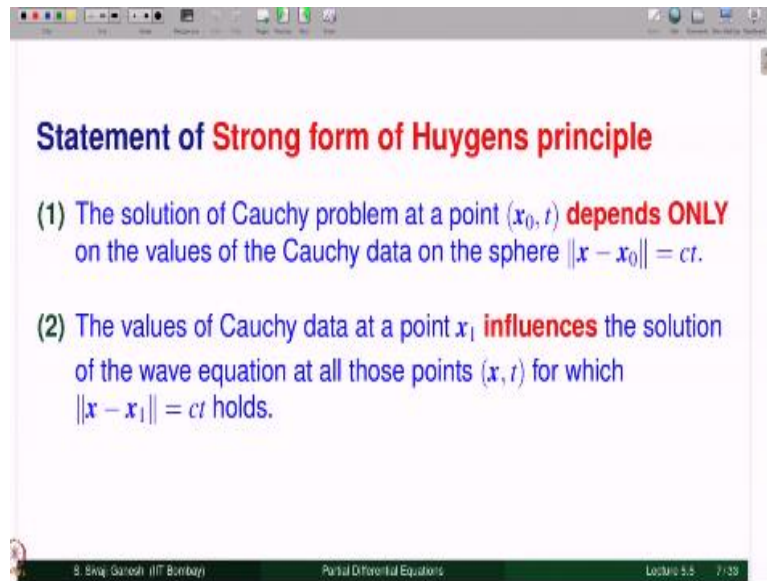 Statement of Strong form of Huygens principle
(1) The solution of Cauchy problem at a point (x₀, t) depends ONLY
on the values of the Cauchy data on the sphere ‖x − x₀‖ = ct.
(2) The values of Cauchy data at a point x₁ influences the solution
of the wave equation at all those points (x, t) for which
‖x − x₁‖ = ct holds.
S. Sivaji Ganesh (IIT Bombay) Partial Differential Equations Lecture 5.5 7/33